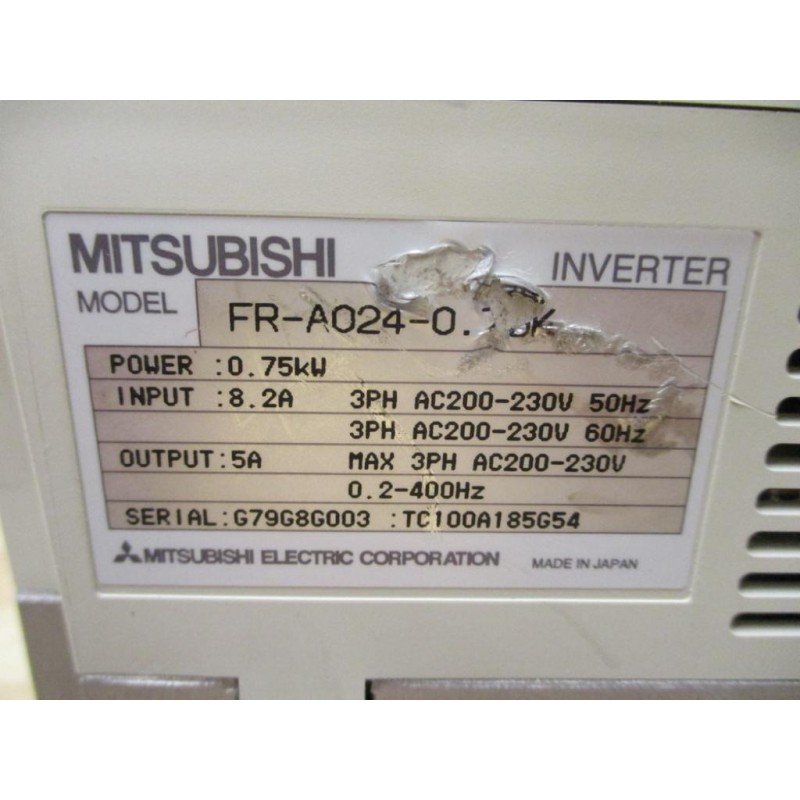 MITSUBISHI INVERTER
MODEL FR-A024-0.75K
POWER :0.75kW
INPUT :8.2A 3PH AC200-230V 50Hz
3PH AC200-230V 60Hz
OUTPUT:5A MAX 3PH AC200-230V
0.2-400Hz
SERIAL:G79G8G003 :TC100A185G54
MITSUBISHI ELECTRIC CORPORATION MADE IN JAPAN